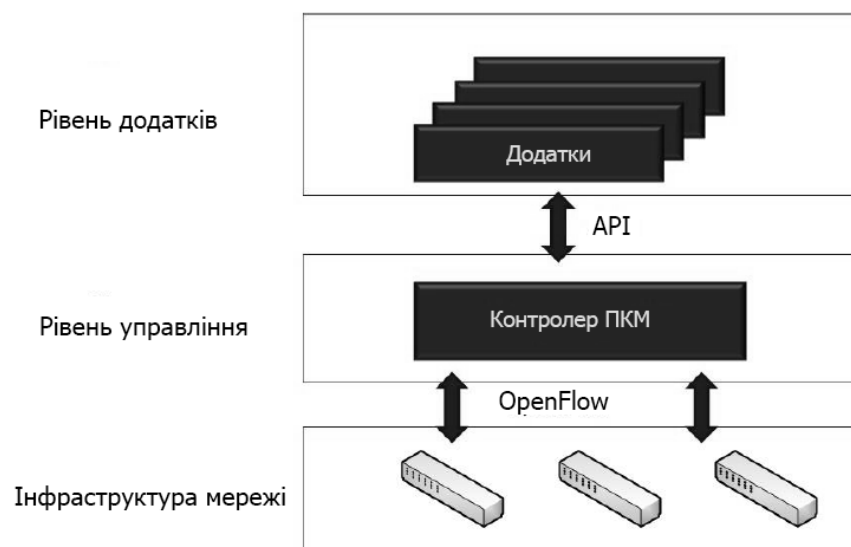 Рівень додатків
Додатки
API
Рівень управління
Контролер ПКМ
OpenFlow
Інфраструктура мережі